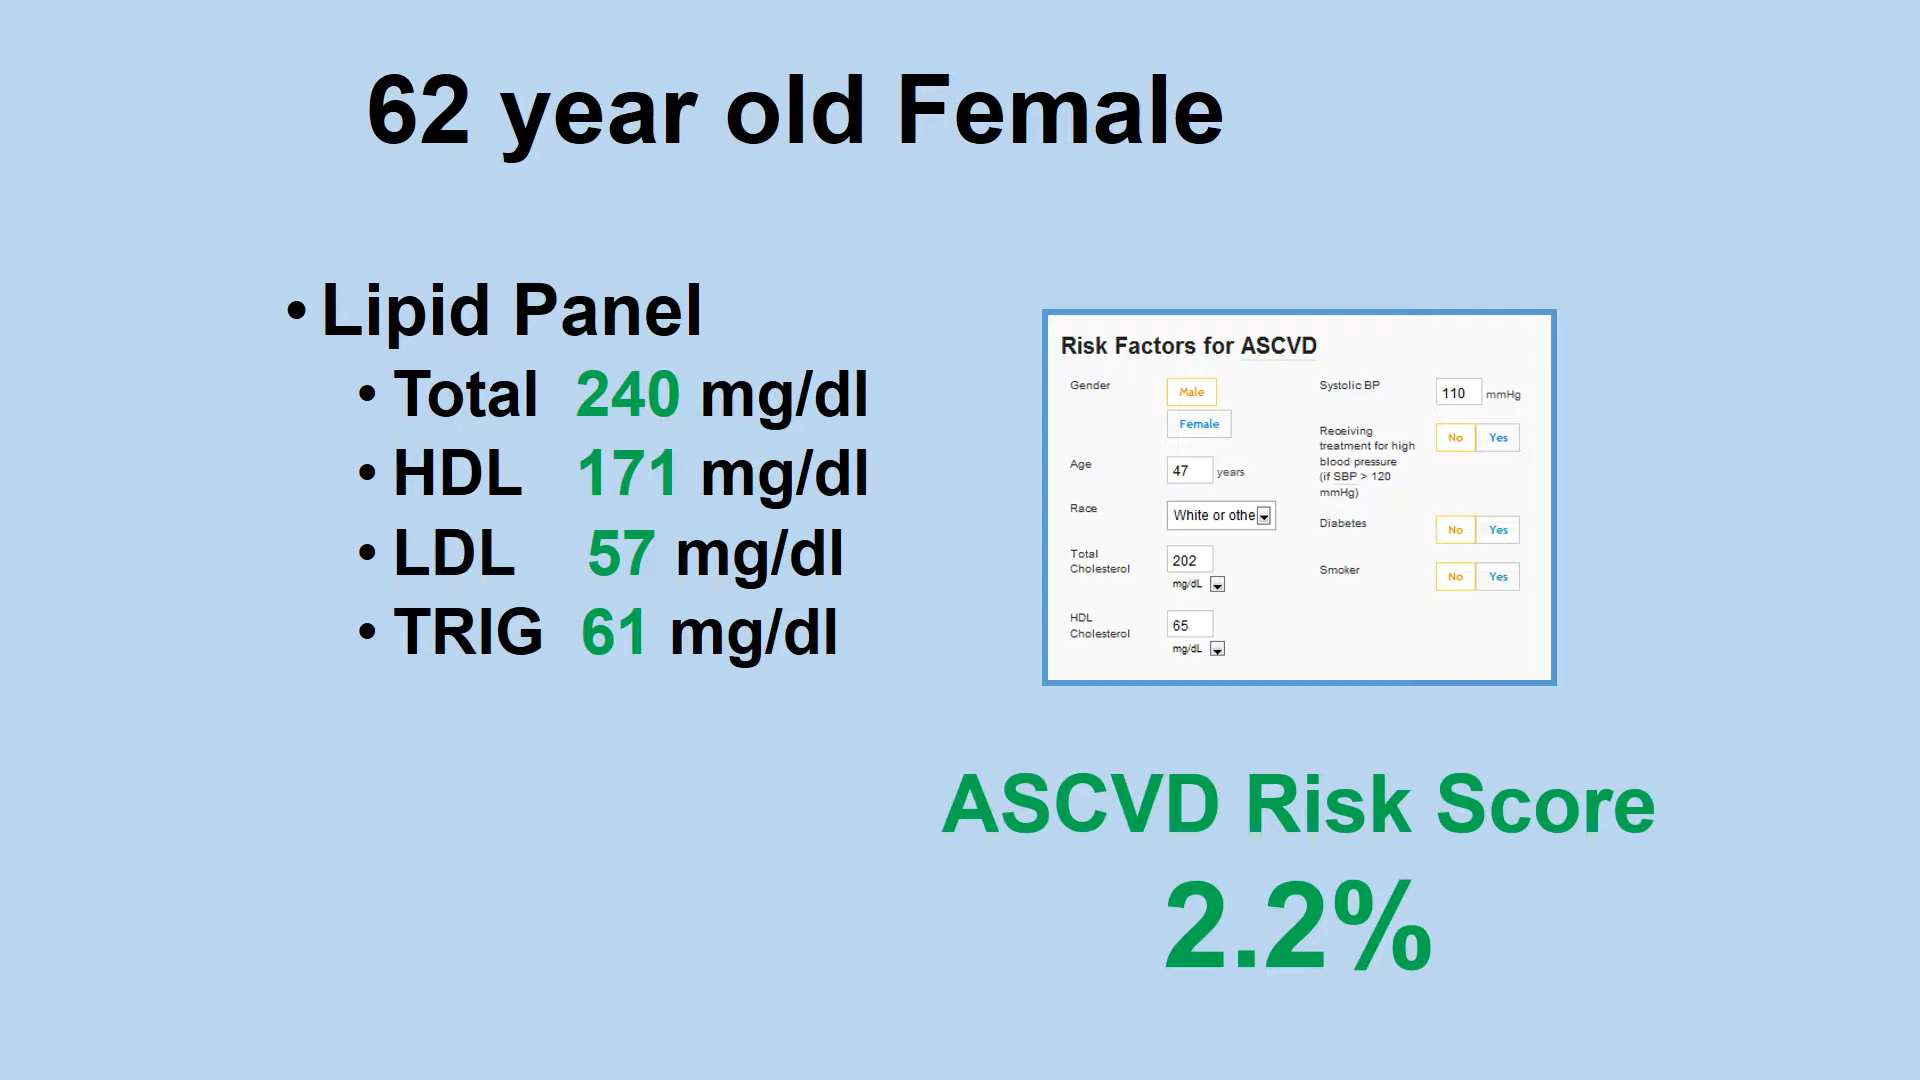 62 year old Female
• Lipid Panel
• Total 240 mg/dl
• HDL 171 mg/dl
• LDL 57 mg/dl
• TRIG 61 mg/dl
Risk Factors for ASCVD
Gender
Male
Female
Age
47 years
Race
White or othe
Total
Cholesterol
202
mg/dL
HDL
Cholesterol
65
mg/dL
Systolic BP
110 mmHg
Receiving
treatment for high
blood pressure
(if SBP > 120
mmHg)
No Yes
Diabetes
No Yes
Smoker
No Yes
ASCVD Risk Score
2.2%